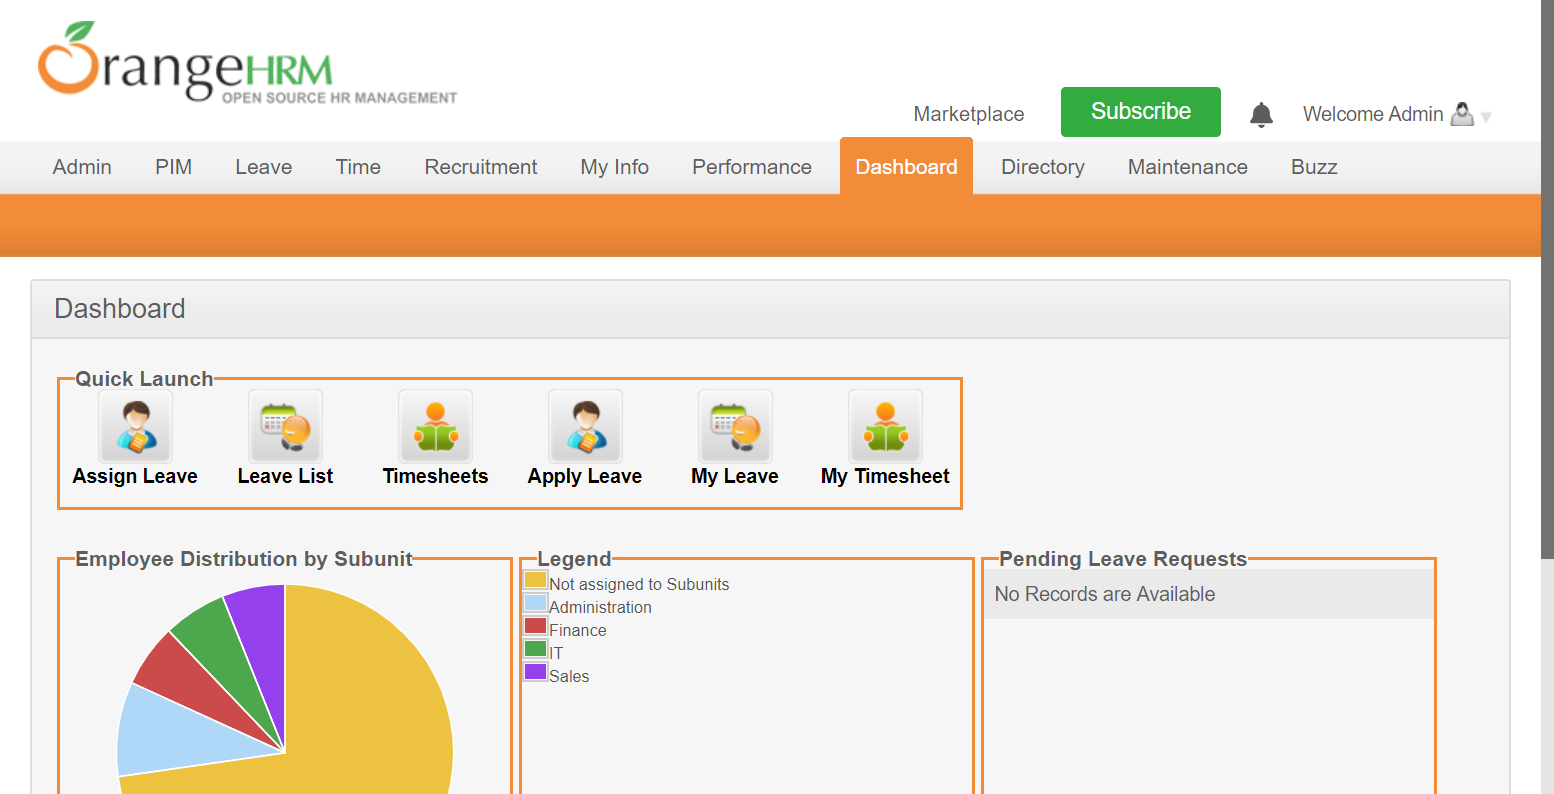 OrangeHRM
OPEN SOURCE HR MANAGEMENT
Marketplace Subscribe Welcome Admin
Admin PIM Leave Time Recruitment My Info Performance Dashboard Directory Maintenance Buzz
Dashboard
Quick Launch
Assign Leave Leave List Timesheets Apply Leave My Leave My Timesheet
Employee Distribution by Subunit
Legend
Not assigned to Subunits
Administration
Finance
IT
Sales
Pending Leave Requests
No Records are Available